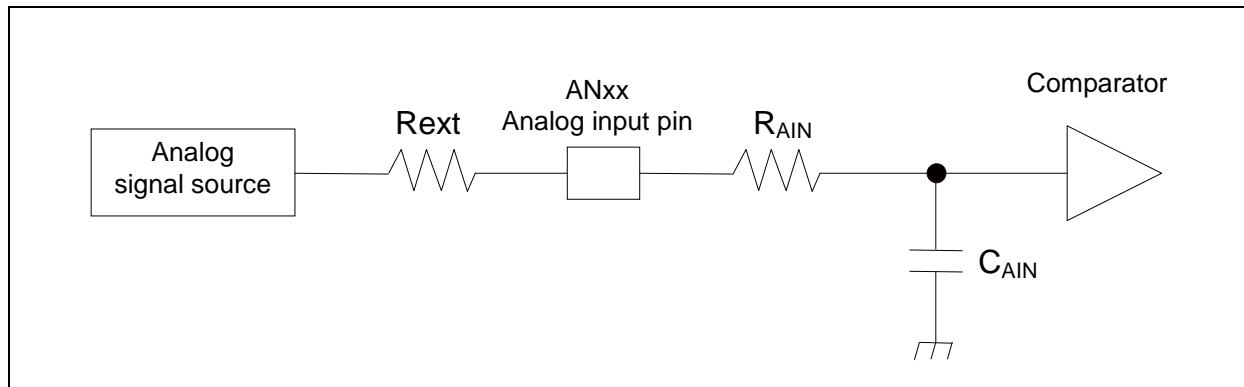 Analog
signal source
Rext
ANxx
Analog input pin
RAIN
Comparator
CAIN